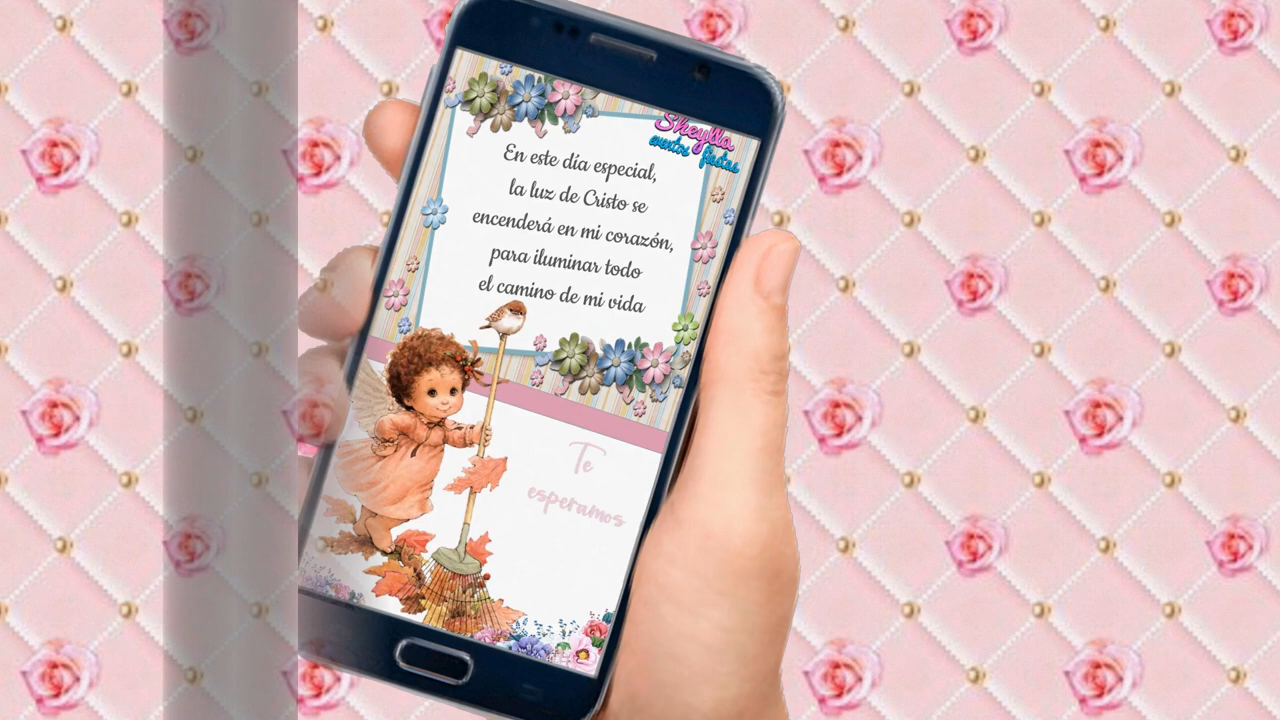 Sheylla
eventos fiestas
En este día especial,
la luz de Cristo se
encenderá en mi corazón,
para iluminar todo
el camino de mi vida
Te
esperamos